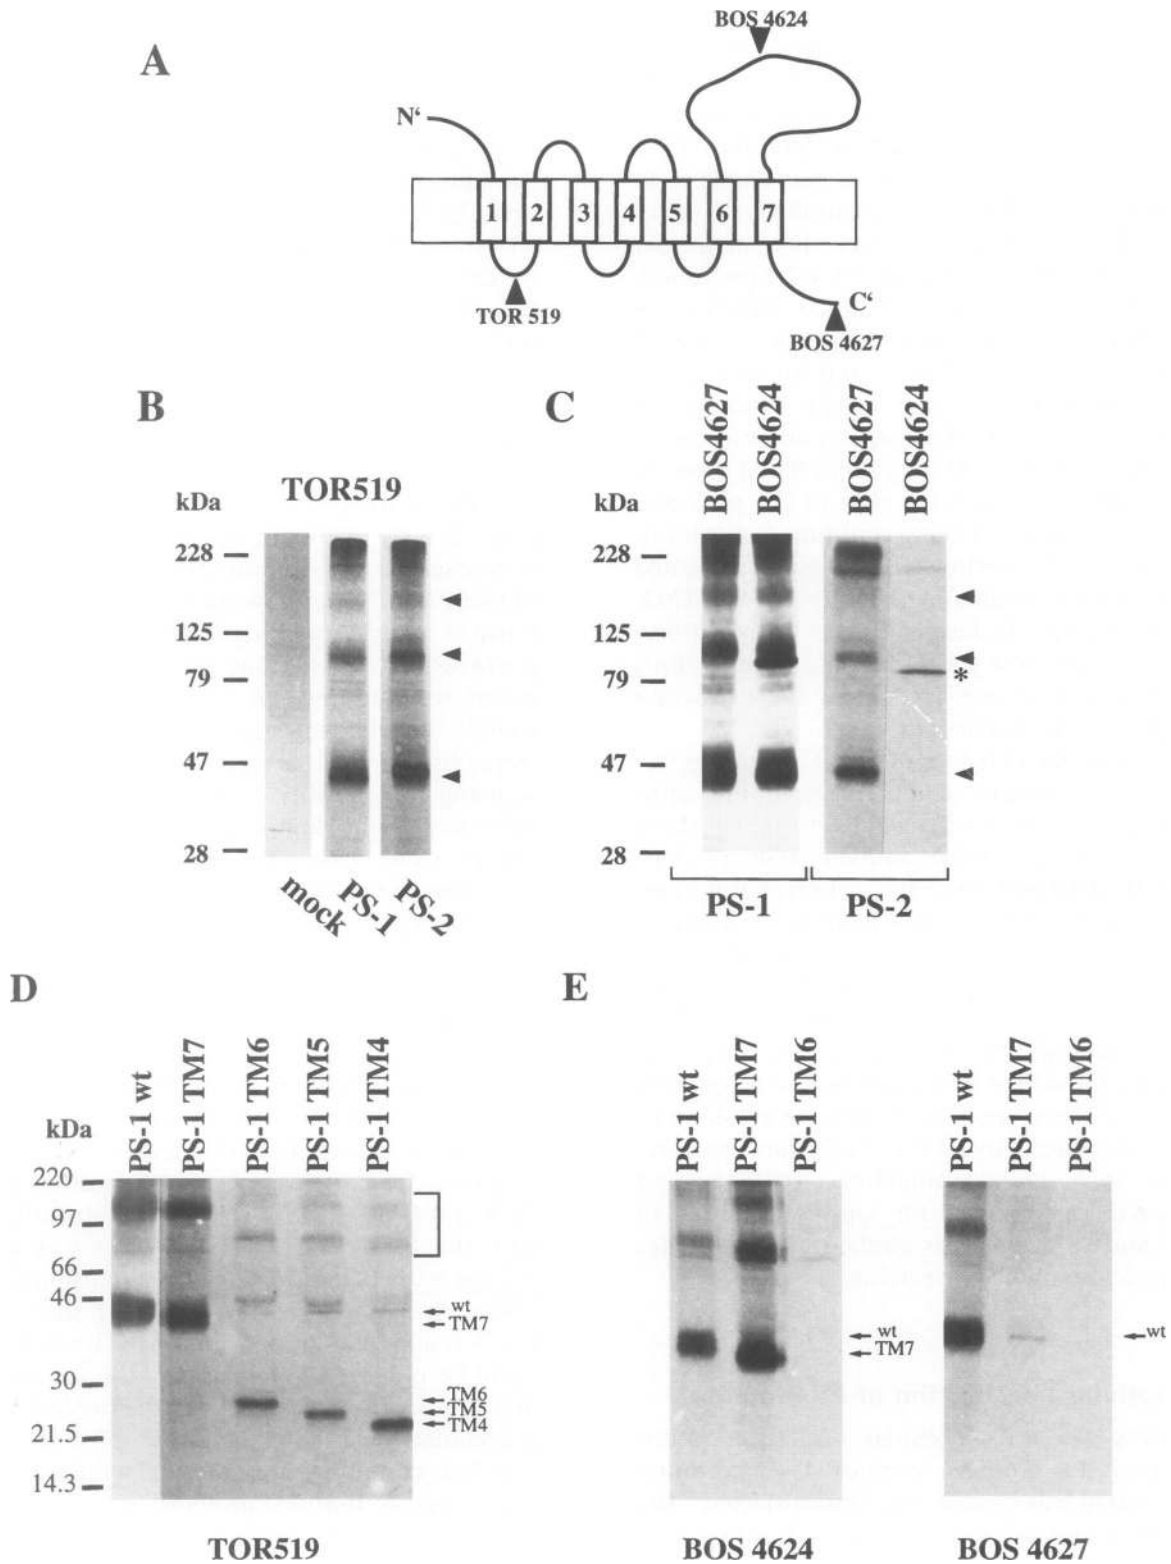 BOS 4624
A
N‘
1 2 3 4 5 6 7
TOR 519
C‘
BOS 4627
B
C
BOS4627
BOS4624
BOS4627
BOS4624
kDa
TOR519
228
125
79
47
28
mock
PS-1
PS-2
228
125
79
*
47
28
PS-1
PS-2
D
E
PS-1 wt
PS-1 TM7
PS-1 TM6
PS-1 TM5
PS-1 TM4
PS-1 wt
PS-1 TM7
PS-1 TM6
PS-1 wt
PS-1 TM7
PS-1 TM6
kDa
220
97
66
46
30
21.5
14.3
wt
TM7
TM6
TM5
TM4
wt
TM7
wt
TOR519
BOS 4624
BOS 4627